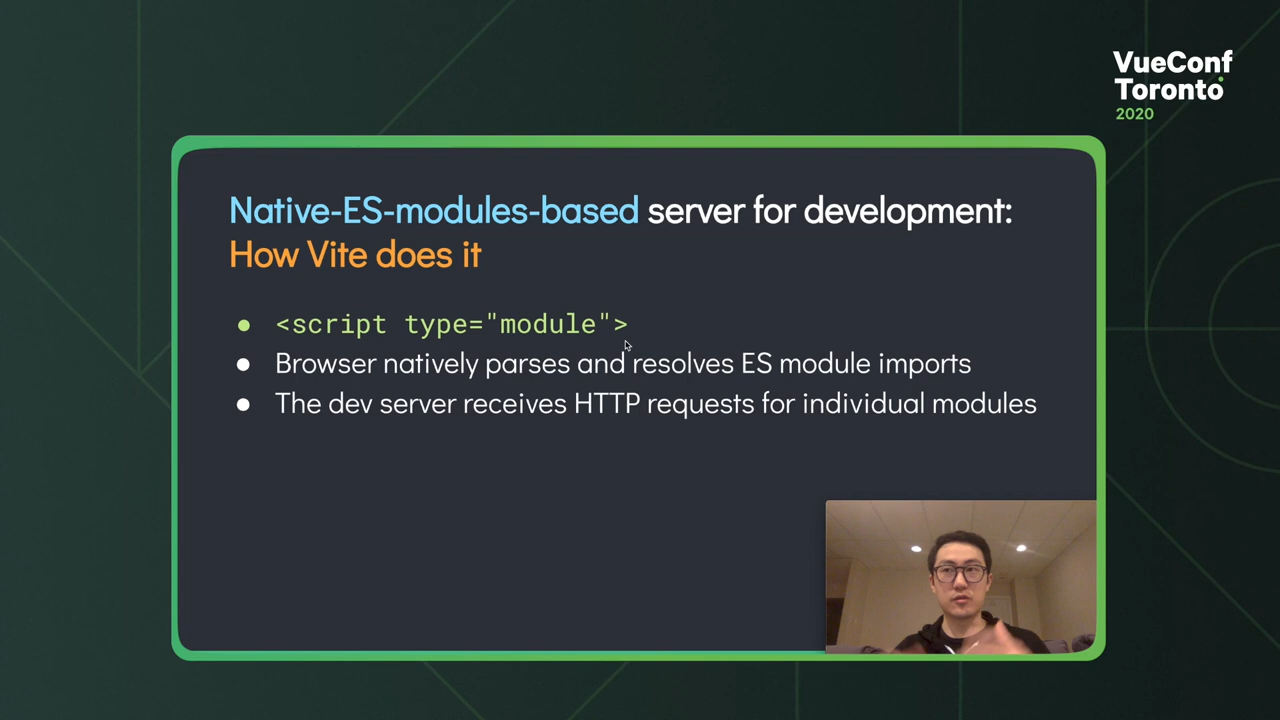 VueConf
Toronto
2020
Native-ES-modules-based server for development:
How Vite does it
<script type="module">
Browser natively parses and resolves ES module imports
The dev server receives HTTP requests for individual modules